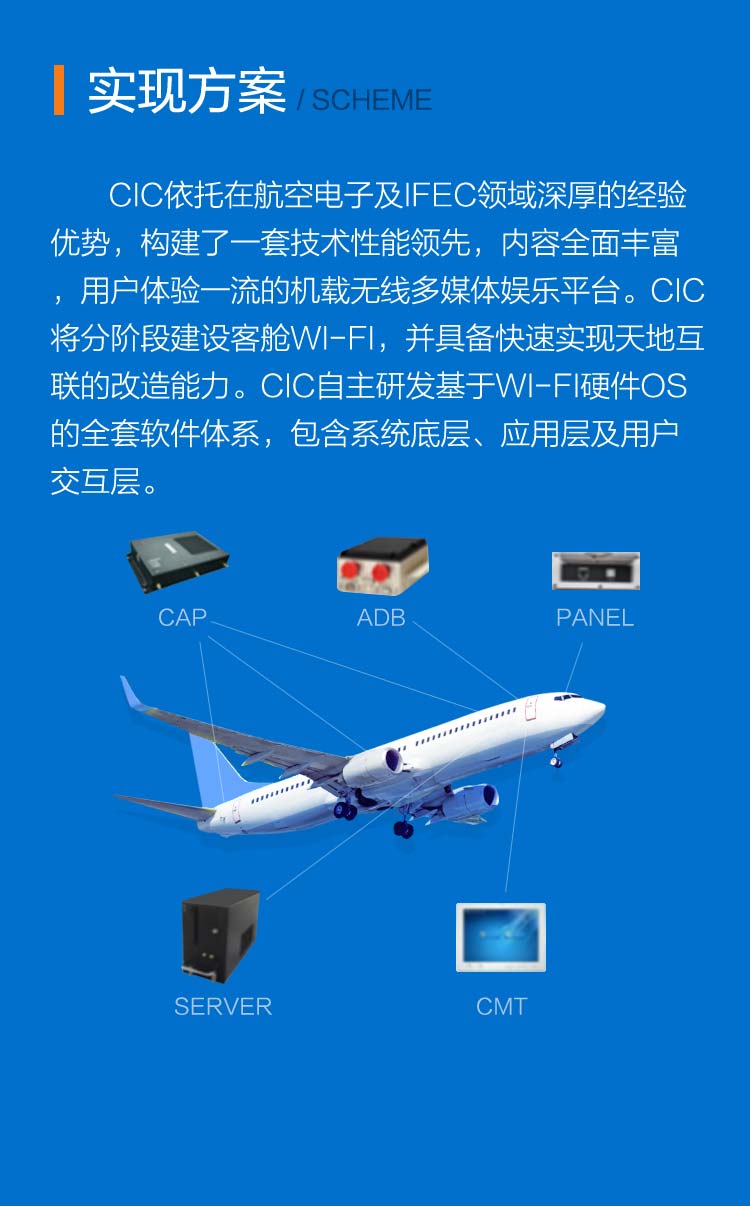 实现方案 / SCHEME
CIC依托在航空电子及IFEC领域深厚的经验
优势，构建了一套技术性能领先，内容全面丰富
，用户体验一流的机载无线多媒体娱乐平台。CIC
将分阶段建设客舱WI-FI，并具备快速实现天地互
联的改造能力。CIC自主研发基于WI-FI硬件OS
的全套软件体系，包含系统底层、应用层及用户
交互层。
CAP
ADB
PANEL
SERVER
CMT